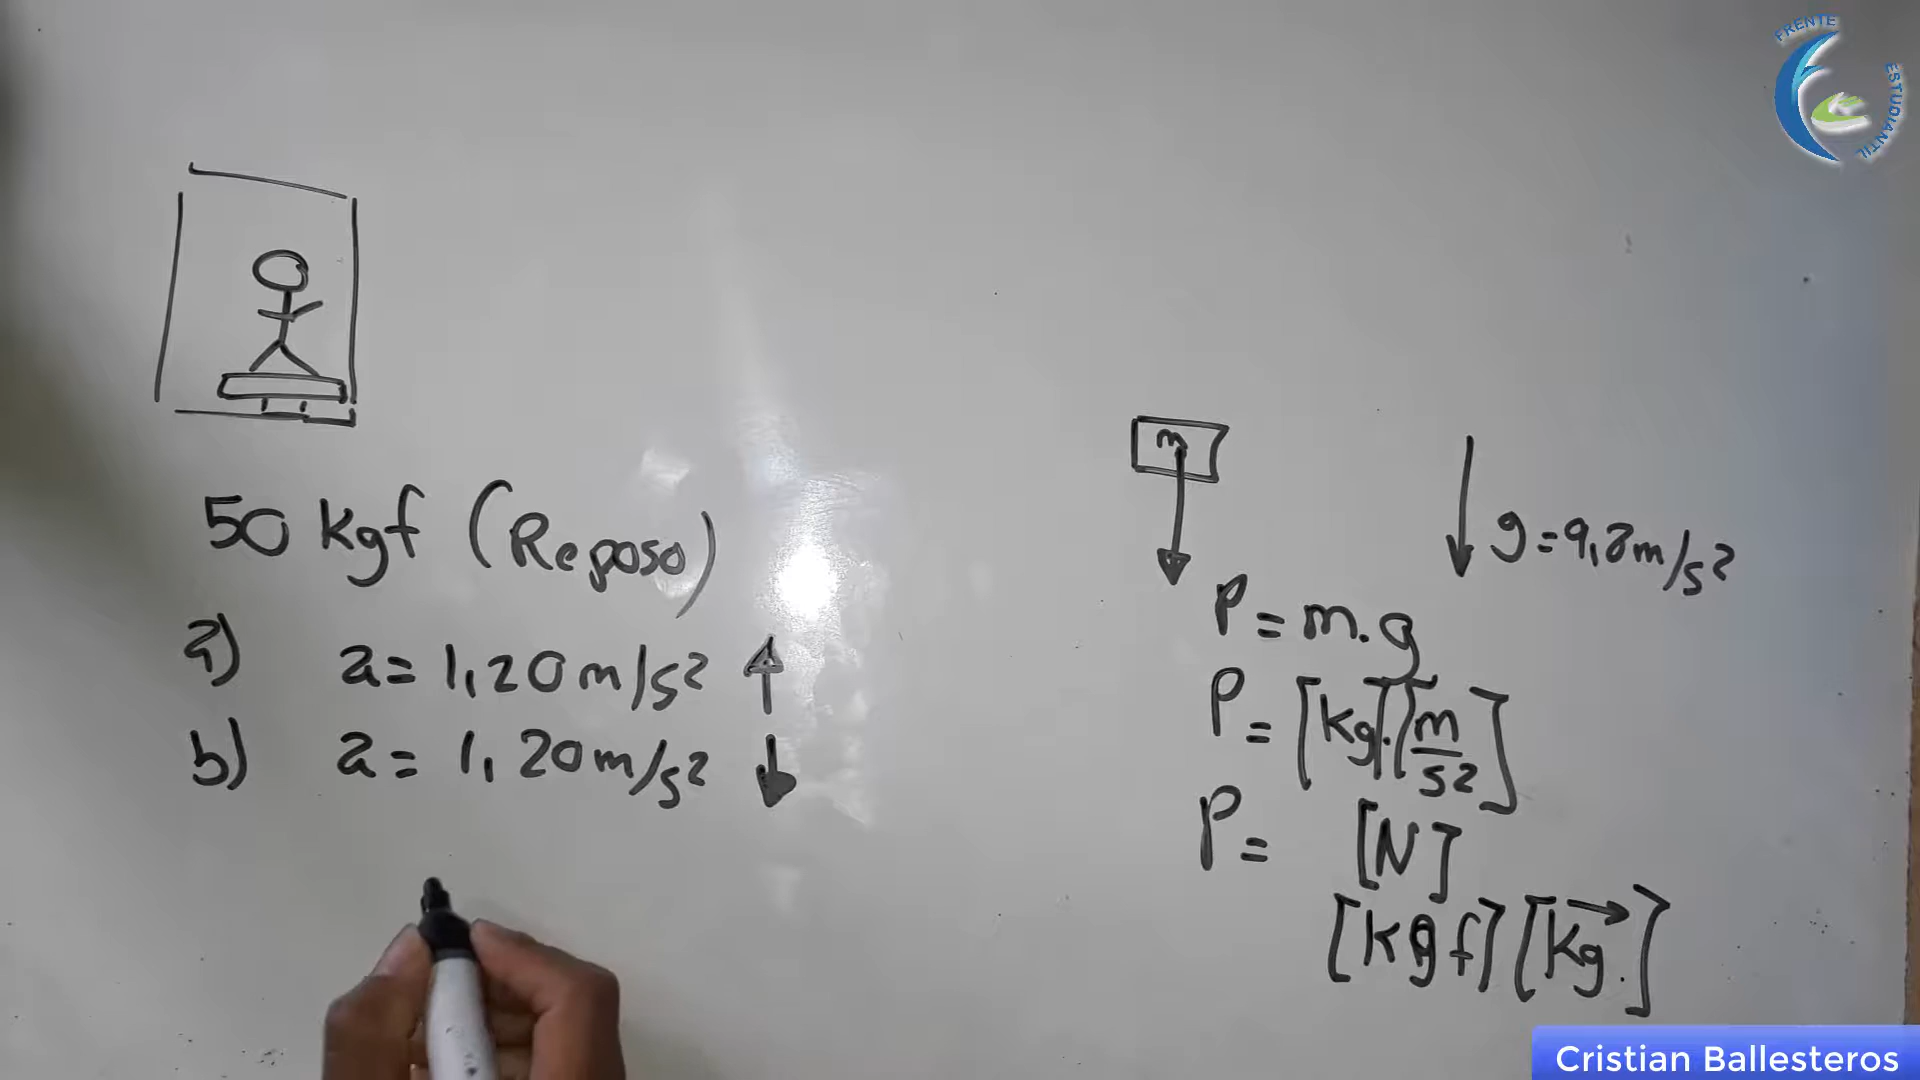 FRENTE
ESTUDIANTIL
50 kgf (Reposo)
a) a = 1,20 m/s²
b) a = 1,20 m/s²
m
g = 9,8 m/s²
P = m.g
P = [kg].[m/s²]
P = [N]
[kgf] [kg]
Cristian Ballesteros